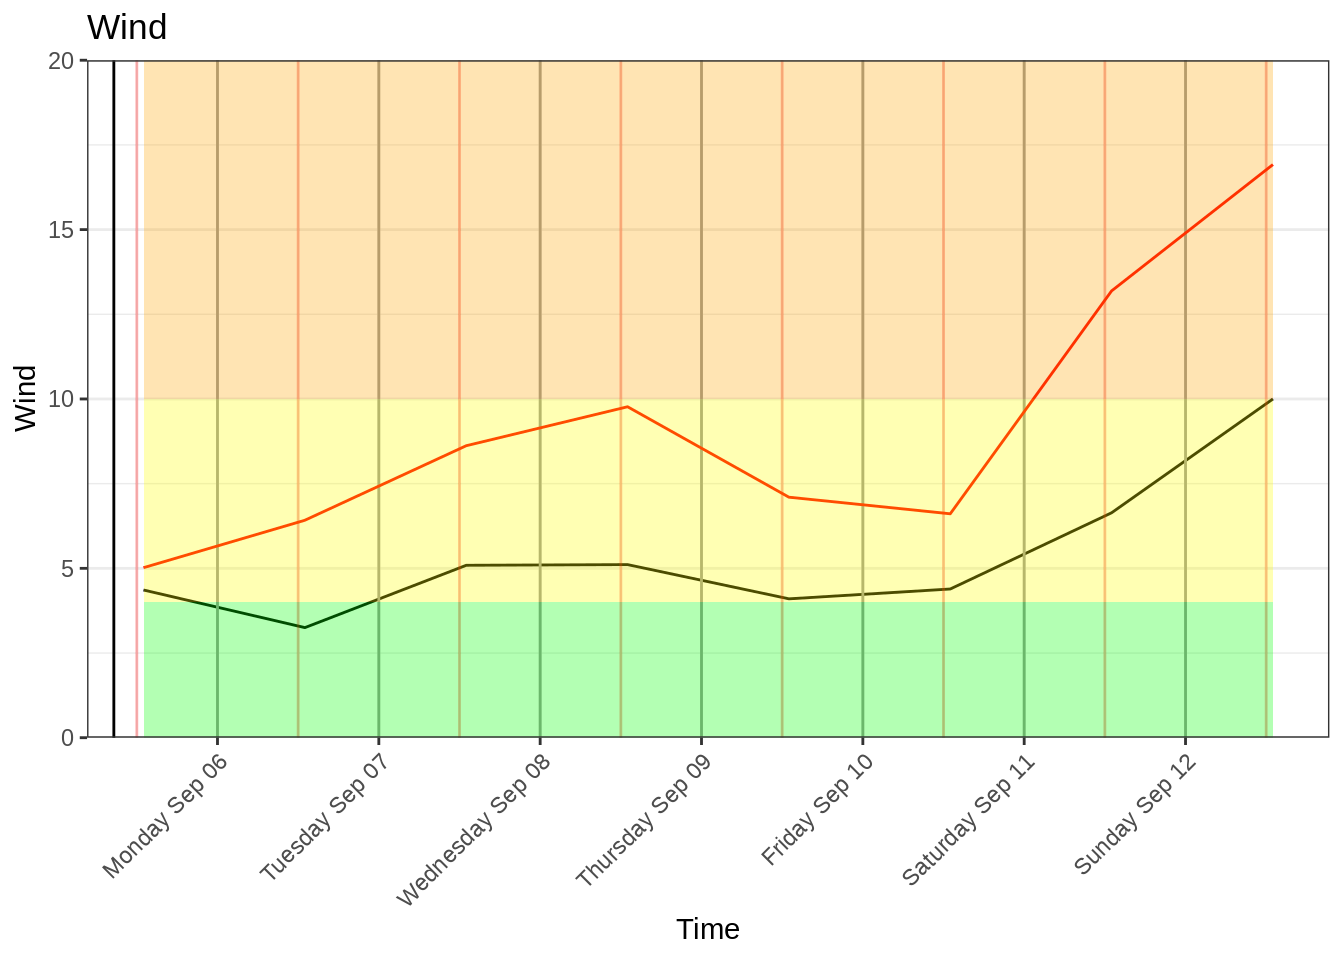 Wind
20
15
10
5
0
Wind
Monday Sep 06
Tuesday Sep 07
Wednesday Sep 08
Thursday Sep 09
Friday Sep 10
Saturday Sep 11
Sunday Sep 12
Time